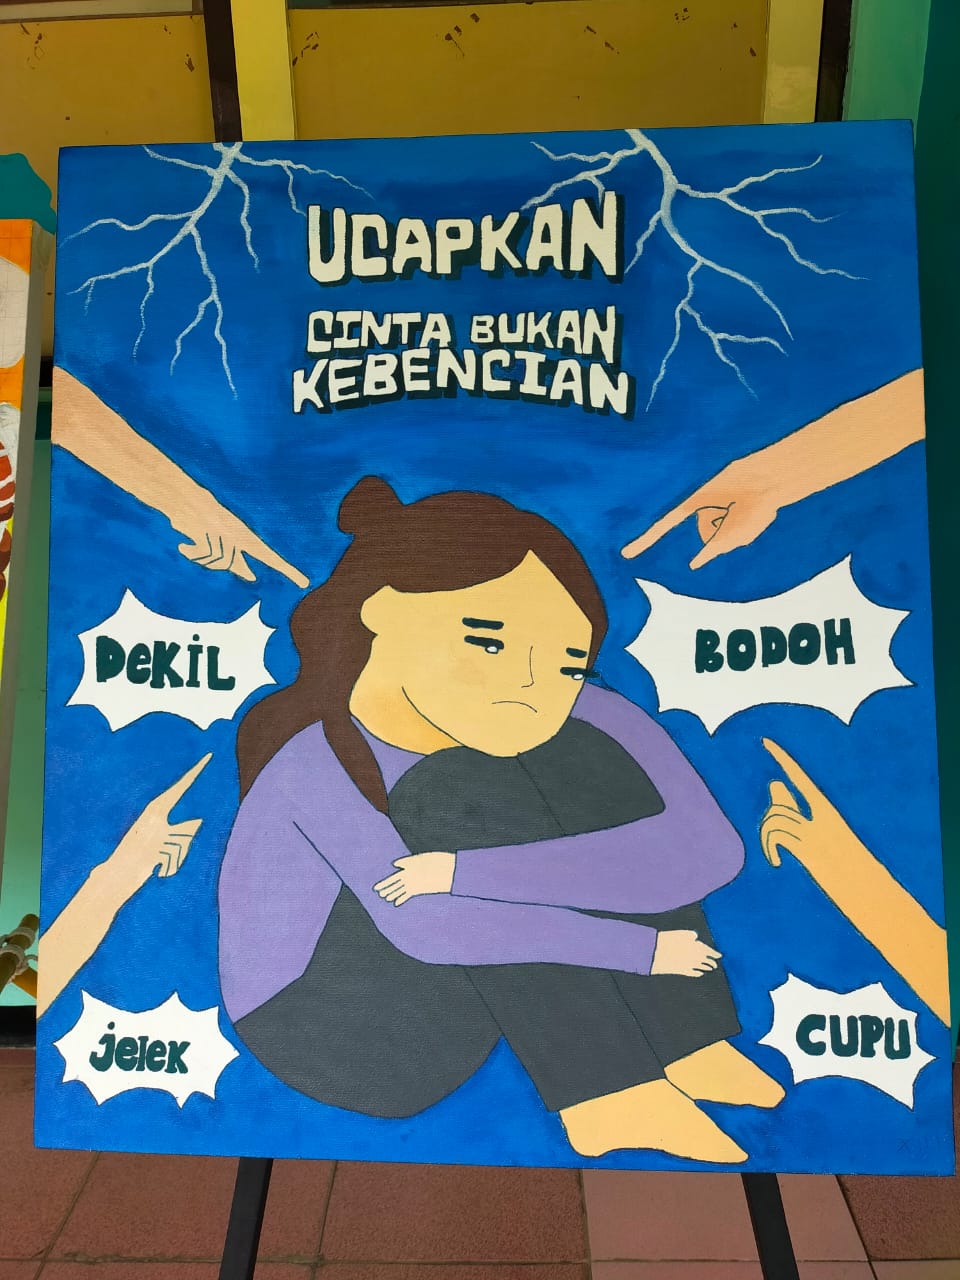 UCAPKAN
CINTA BUKAN
KEBENCIAN
DeKiL
BODOH
jeleK
CUPU